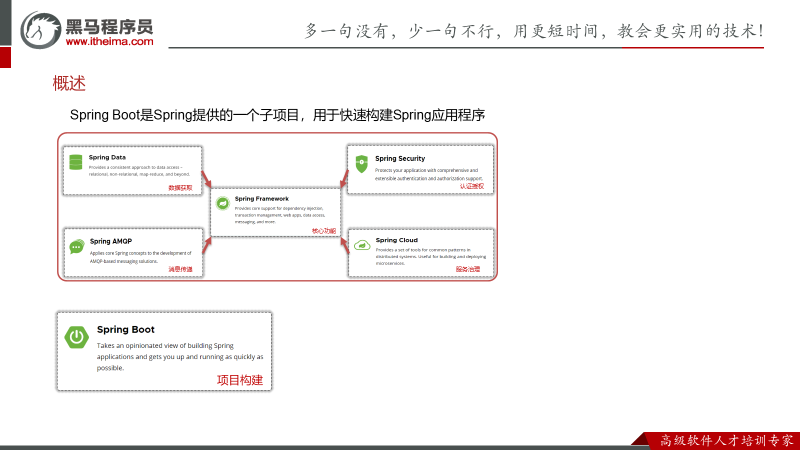 黑马程序员
www.itheima.com
多一句没有，少一句不行，用更短时间，教会更实用的技术!
概述
Spring Boot是Spring提供的一个子项目，用于快速构建Spring应用程序
Spring Data
Provides a consistent approach to data access –
relational, non-relational, map-reduce, and beyond.
数据获取
Spring Security
Protects your application with comprehensive and
extensible authentication and authorization support.
认证授权
Spring Framework
Provides core support for dependency injection,
transaction management, web apps, data access,
messaging, and more.
核心功能
Spring AMQP
Applies core Spring concepts to the development of
AMQP-based messaging solutions.
消息传递
Spring Cloud
Provides a set of tools for common patterns in
distributed systems. Useful for building and deploying
microservices.
服务治理
Spring Boot
Takes an opinionated view of building Spring
applications and gets you up and running as quickly as
possible.
项目构建
高级软件人才培训专家